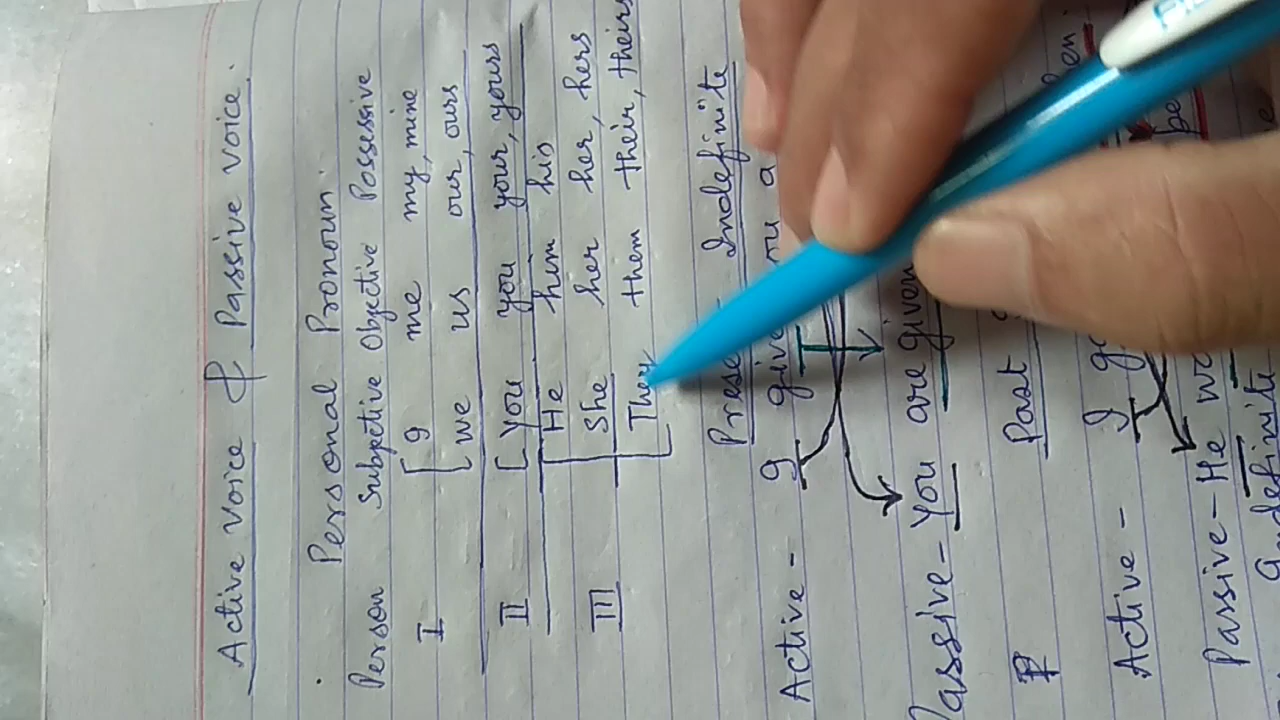 Active voice & Passive voice.
Personal Pronoun.
Person Subjective Objective Possessive
I [ I me my, mine
[ we us our, ours
II [ You you your, yours
[ He him his
III She her her, hers
[ They them their, theirs
Indefinite
Active - I give a
Passive - You are given
Past
Active - I
Passive - He